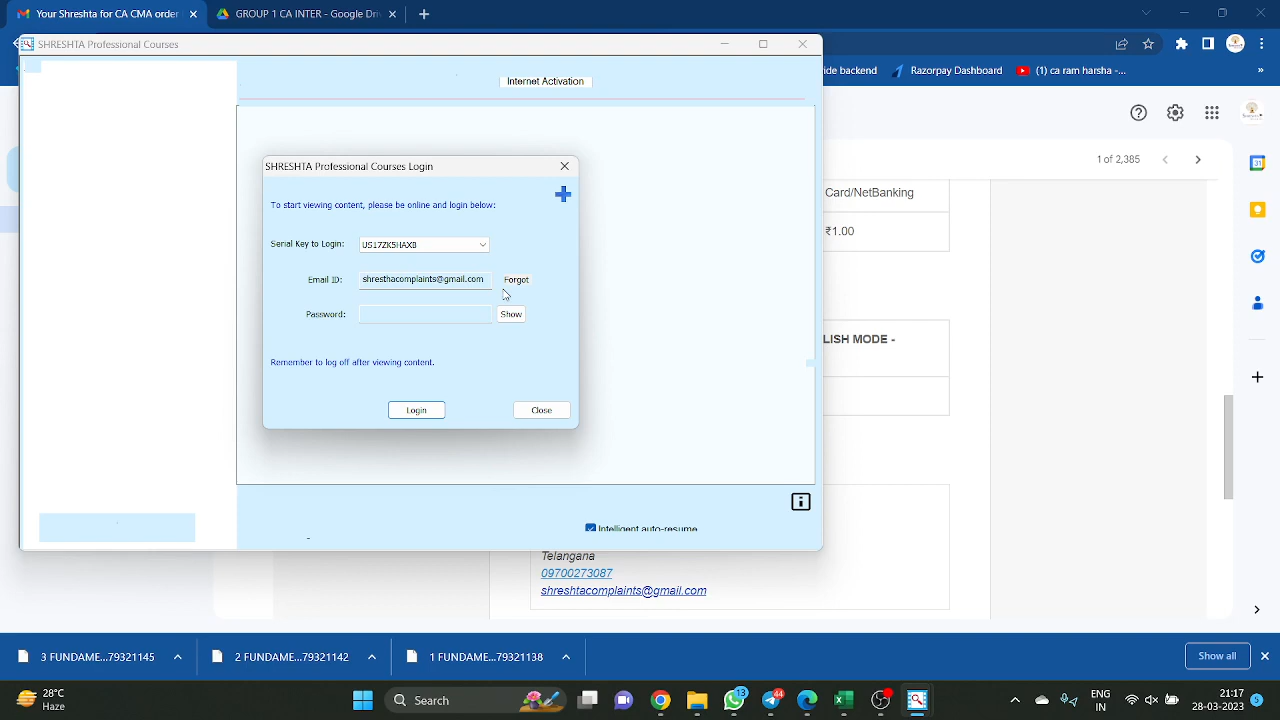 Your Shreshta for CA CMA order
GROUP 1 CA INTER - Google Driv
SHRESHTA Professional Courses
ide backend
Razorpay Dashboard
(1) ca ram harsha -...
»
Internet Activation
1 of 2,385
SHRESHTA Professional Courses Login
Card/NetBanking
To start viewing content, please be online and login below:
₹1.00
Serial Key to Login:
US17ZK5HAXB
Email ID:
shresthacomplaints@gmail.com
Forgot
Password:
Show
LISH MODE -
Remember to log off after viewing content.
Login
Close
Intelligent auto-resume
Telangana
09700273087
shreshtacomplaints@gmail.com
3 FUNDAME...79321145
2 FUNDAME...79321142
1 FUNDAME...79321138
Show all
28°C
Haze
Search
13
44
ENG
IN
21:17
28-03-2023
5